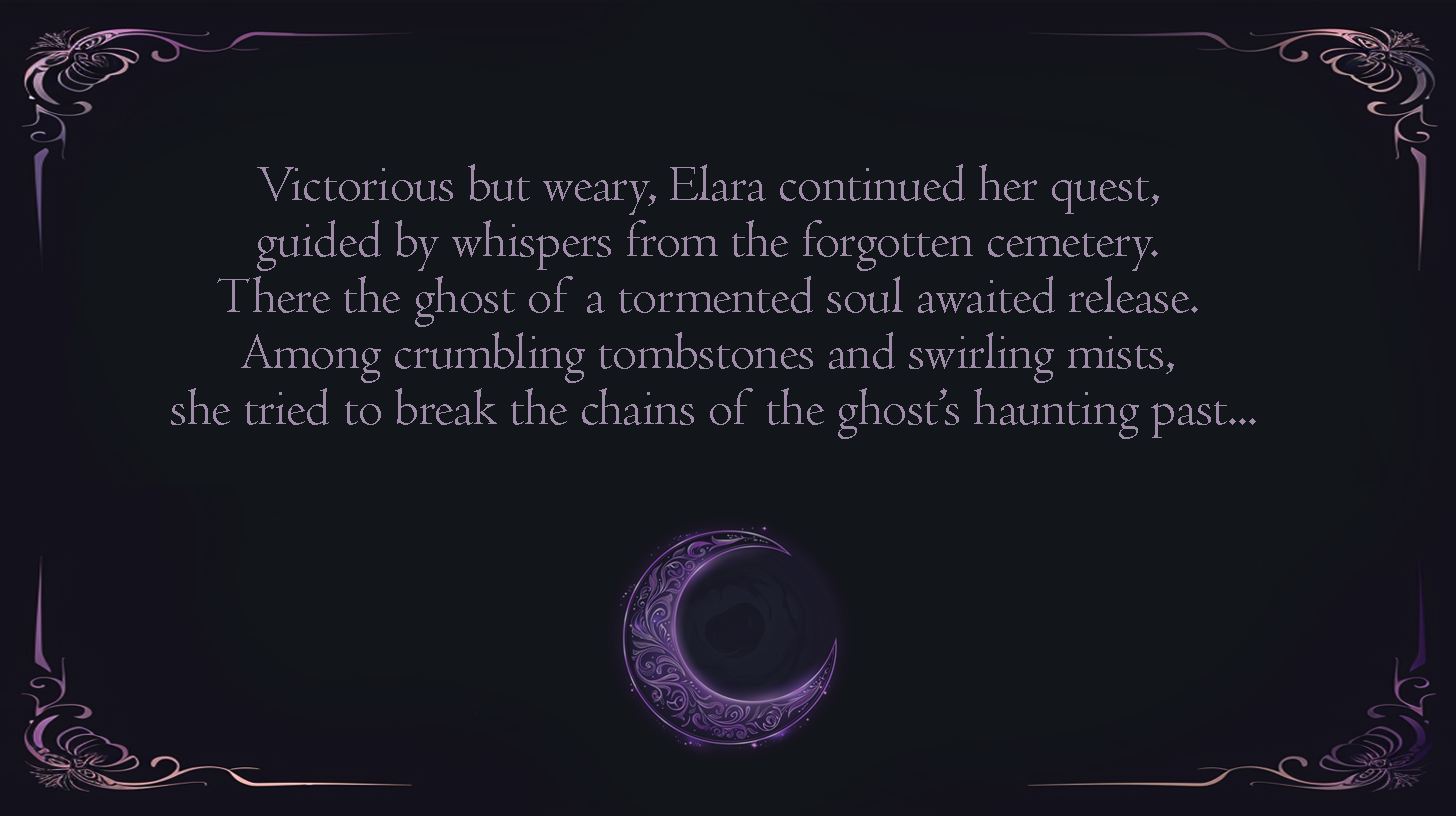 Victorious but weary, Elara continued her quest,
guided by whispers from the forgotten cemetery.
There the ghost of a tormented soul awaited release.
Among crumbling tombstones and swirling mists,
she tried to break the chains of the ghost’s haunting past...